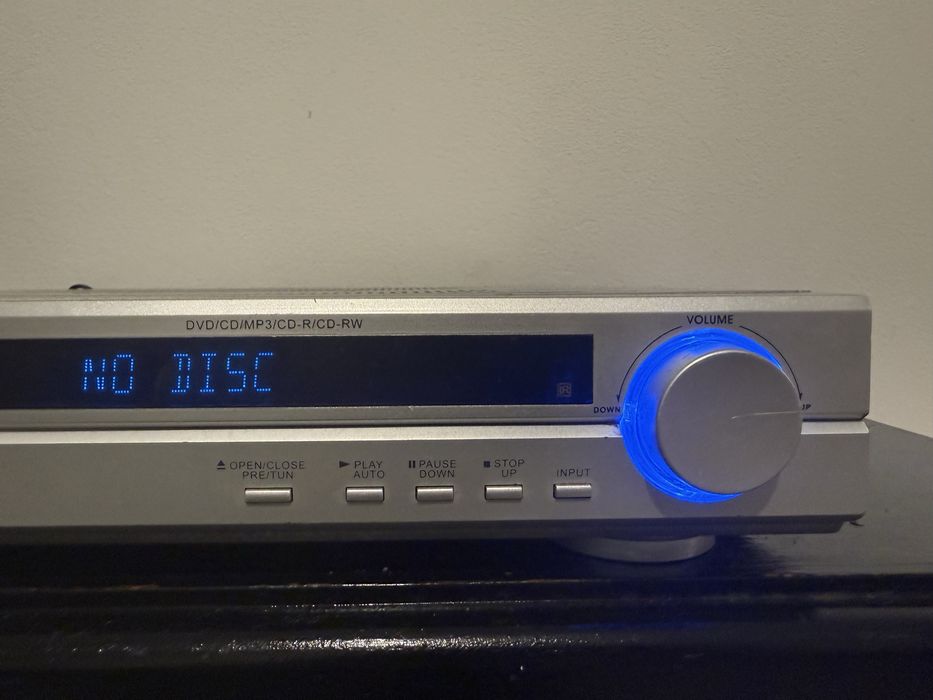 DVD/CD/MP3/CD-R/CD-RW
VOLUME
NO DISC
IR
DOWN UP
OPEN/CLOSE
PRE/TUN
PLAY
AUTO
PAUSE
DOWN
STOP
UP
INPUT